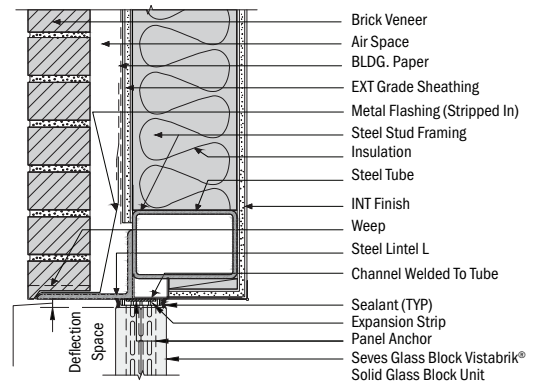 Brick Veneer
Air Space
BLDG. Paper
EXT Grade Sheathing
Metal Flashing (Stripped In)
Steel Stud Framing
Insulation
Steel Tube
INT Finish
Weep
Steel Lintel L
Channel Welded To Tube
Sealant (TYP)
Expansion Strip
Panel Anchor
Seves Glass Block Vistabrik®
Solid Glass Block Unit
Deflection
Space